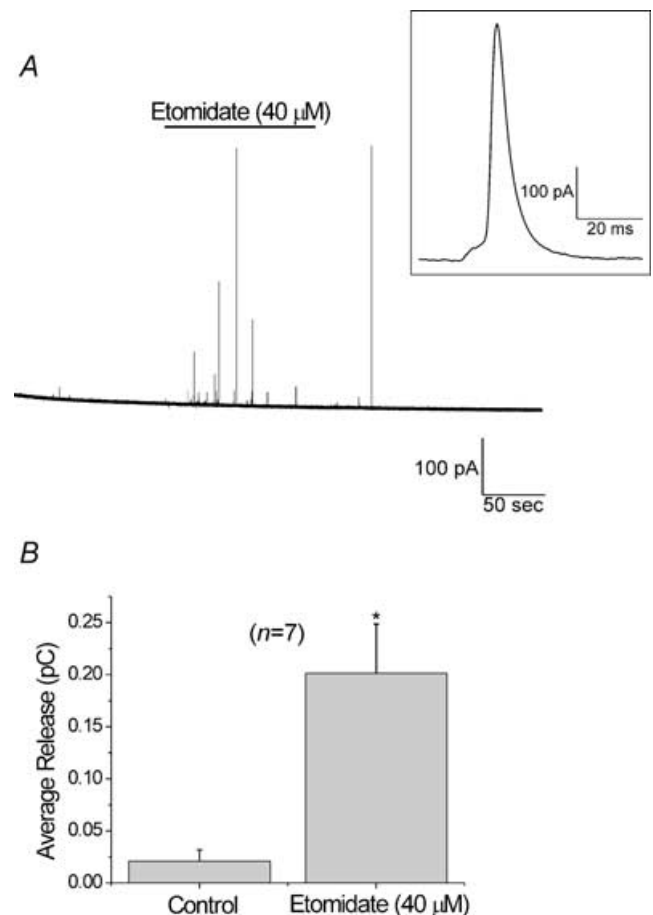 A
Etomidate (40 μM)
100 pA
20 ms
100 pA
50 sec
B
Average Release (pC)
0.25
0.20
0.15
0.10
0.05
0.00
(n=7)
*
Control
Etomidate (40 μM)